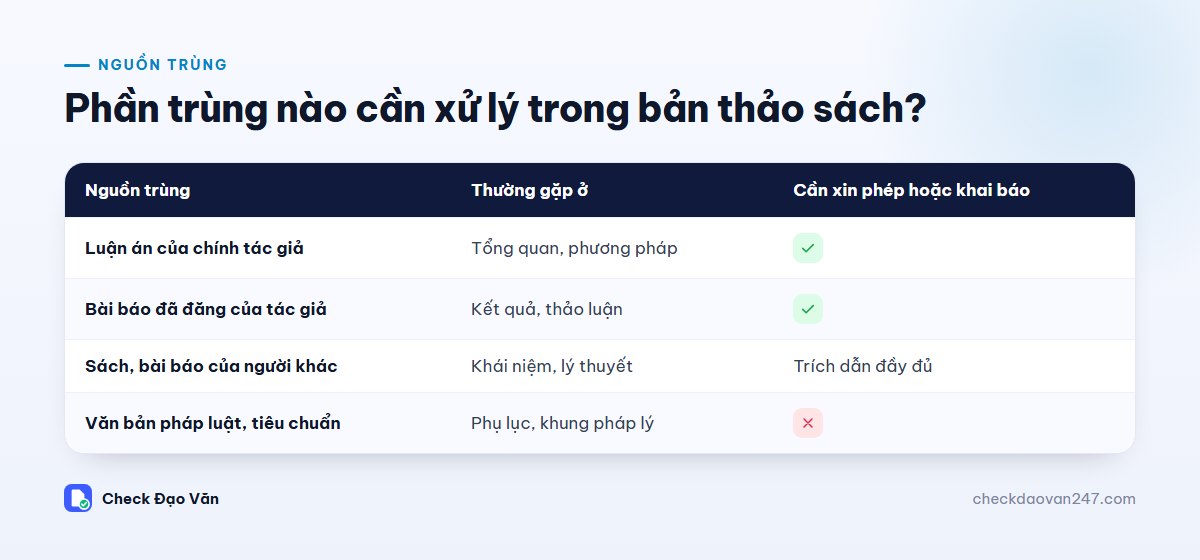 NGUỒN TRÙNG
Phần trùng nào cần xử lý trong bản thảo sách?
Nguồn trùng Thường gặp ở Cần xin phép hoặc khai báo
Luận án của chính tác giả Tổng quan, phương pháp
Bài báo đã đăng của tác giả Kết quả, thảo luận
Sách, bài báo của người khác Khái niệm, lý thuyết Trích dẫn đầy đủ
Văn bản pháp luật, tiêu chuẩn Phụ lục, khung pháp lý
Check Đạo Văn checkdaovan247.com